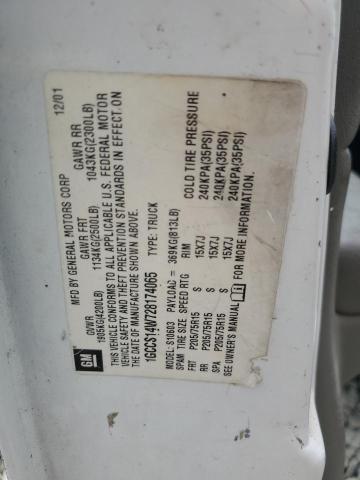 GM
MFD BY GENERAL MOTORS CORP 12/01
GVWR GAWR FRT GAWR RR
1905KG(4200LB) 1134KG(2500LB) 1043KG(2300LB)
THIS VEHICLE CONFORMS TO ALL APPLICABLE U.S. FEDERAL MOTOR
VEHICLE SAFETY AND THEFT PREVENTION STANDARDS IN EFFECT ON
THE DATE OF MANUFACTURE SHOWN ABOVE.
1GCCS14W728174065 TYPE: TRUCK
MODEL: S10603 PAYLOAD = 369KG(813LB)
SPAM TIRE SIZE SPEED RTG RIM COLD TIRE PRESSURE
FRT P205/75R15 S 15X7J 240KPA(35PSI)
RR P205/75R15 S 15X7J 240KPA(35PSI)
SPA P205/75R15 S 15X7J 240KPA(35PSI)
SEE OWNER'S MANUAL FOR MORE INFORMATION.